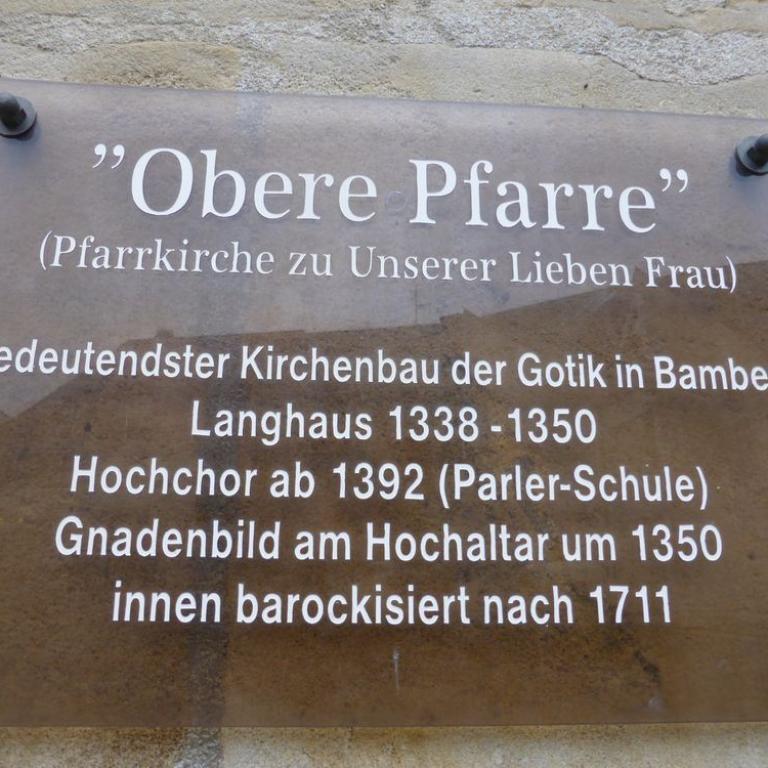 ”Obere Pfarre”
(Pfarrkirche zu Unserer Lieben Frau)
edeutendster Kirchenbau der Gotik in Bambe
Langhaus 1338 - 1350
Hochchor ab 1392 (Parler-Schule)
Gnadenbild am Hochaltar um 1350
innen barockisiert nach 1711